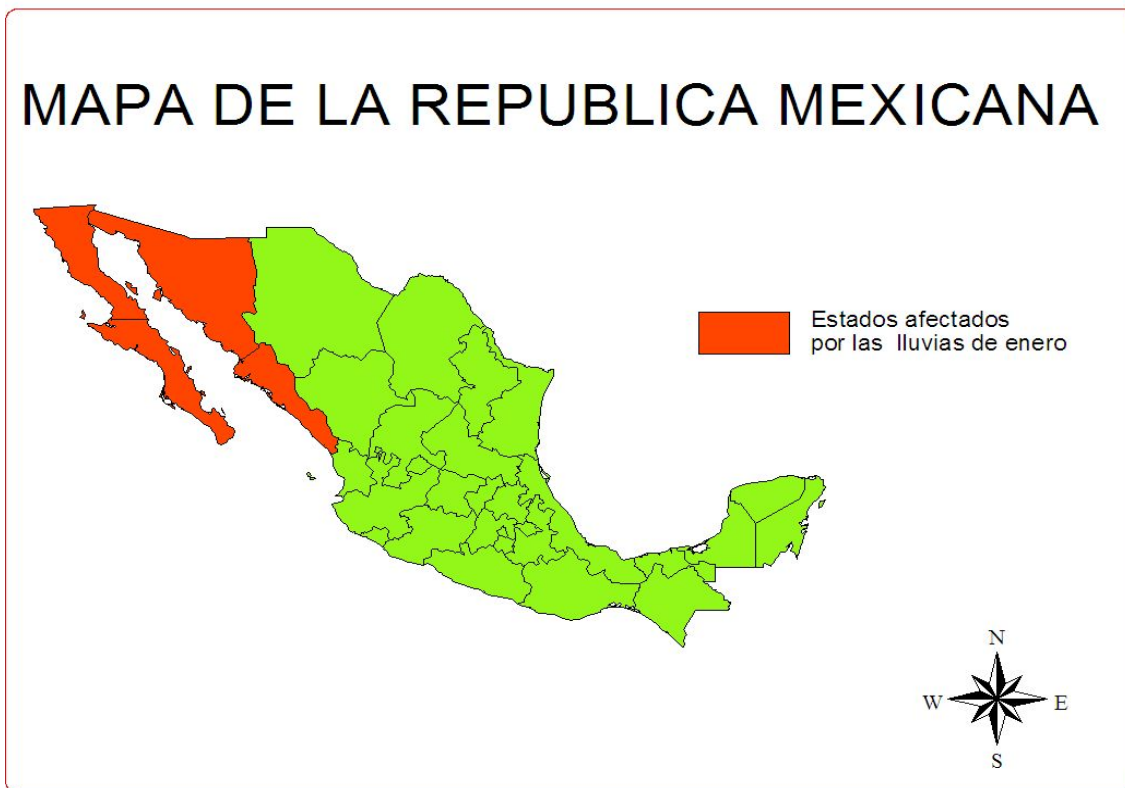 MAPA DE LA REPUBLICA MEXICANA
Estados afectados
por las lluvias de enero
N
W E
S